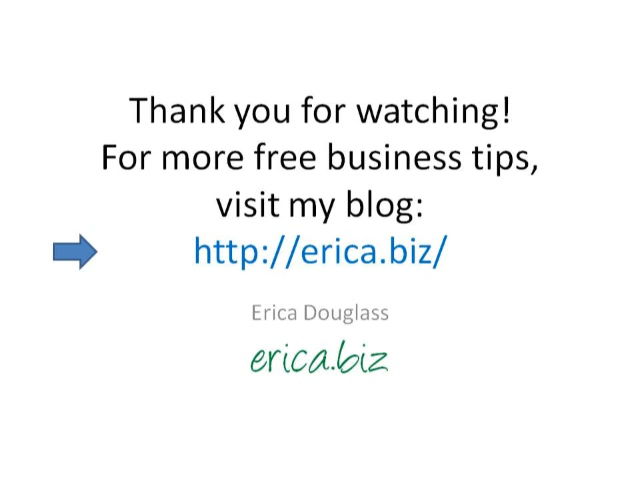 Thank you for watching!
For more free business tips,
visit my blog:
http://erica.biz/
Erica Douglass
erica.biz